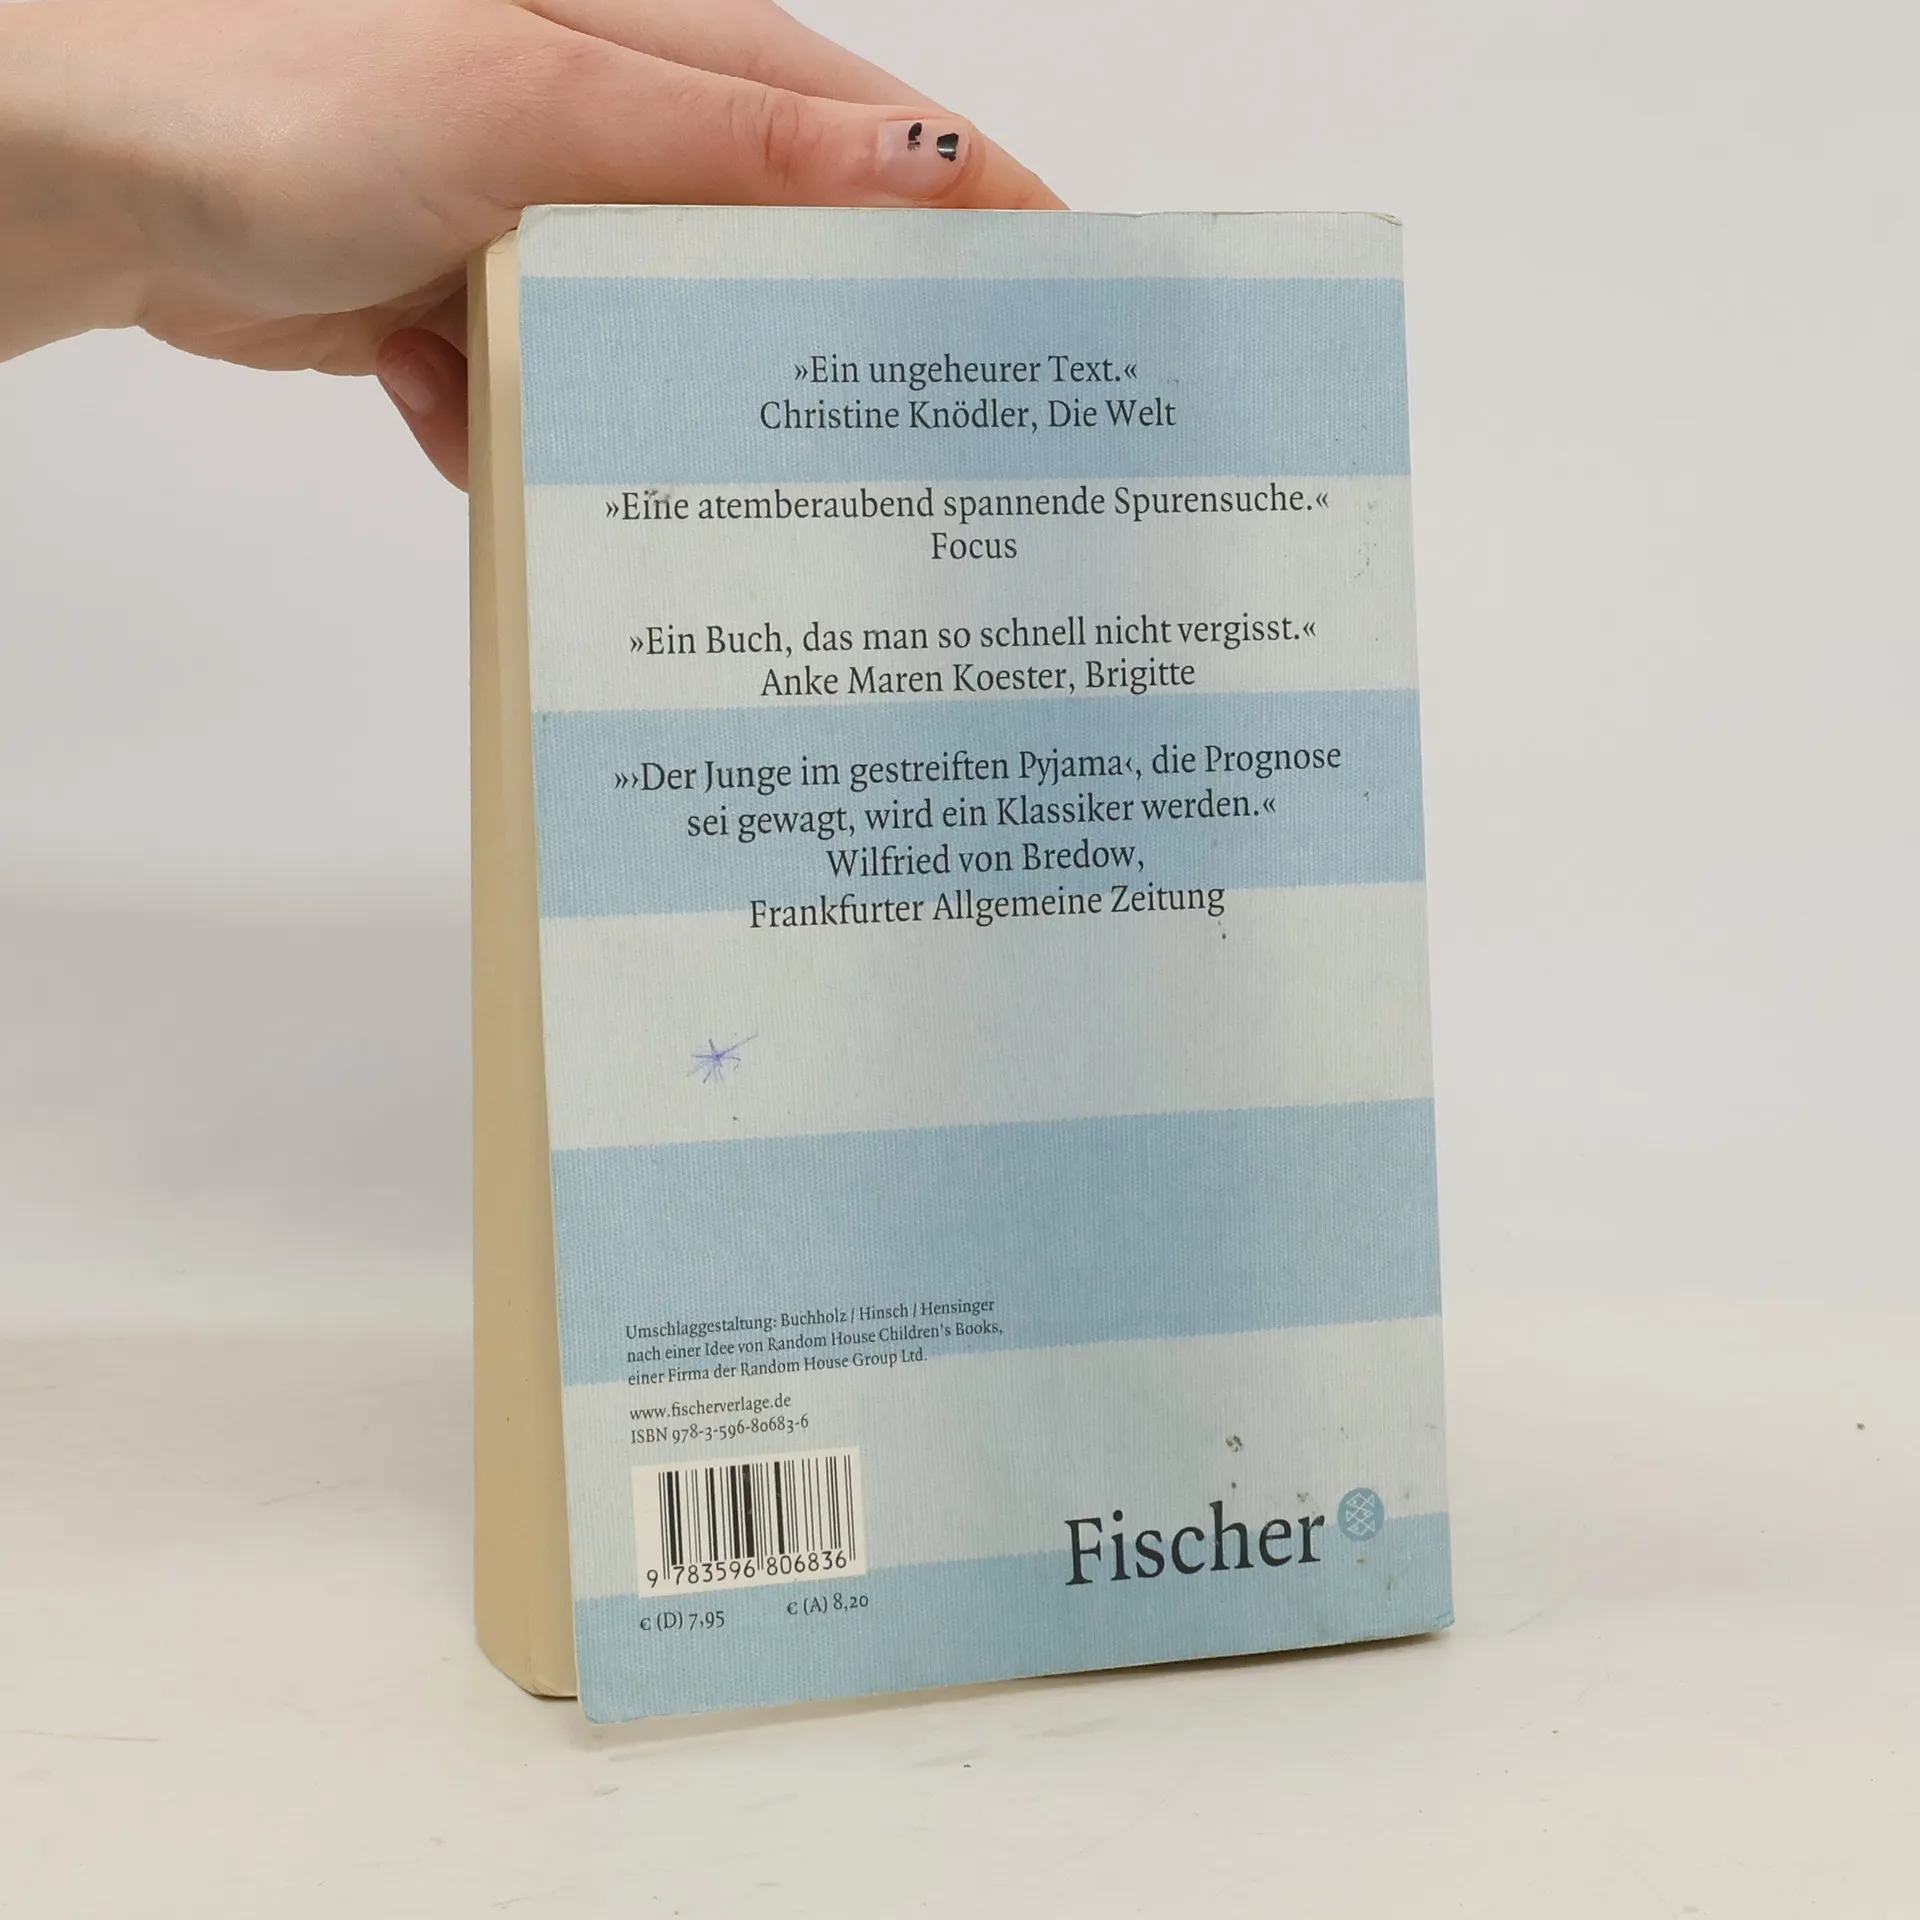 »Ein ungeheurer Text.«
Christine Knödler, Die Welt
»Eine atemberaubend spannende Spurensuche.«
Focus
»Ein Buch, das man so schnell nicht vergisst.«
Anke Maren Koester, Brigitte
»›Der Junge im gestreiften Pyjama‹, die Prognose
sei gewagt, wird ein Klassiker werden.«
Wilfried von Bredow,
Frankfurter Allgemeine Zeitung
Umschlaggestaltung: Buchholz / Hinsch / Hensinger
nach einer Idee von Random House Children's Books,
einer Firma der Random House Group Ltd.
www.fischerverlage.de
ISBN 978-3-596-80683-6
9 783596 806836
€ (D) 7,95 € (A) 8,20
Fischer